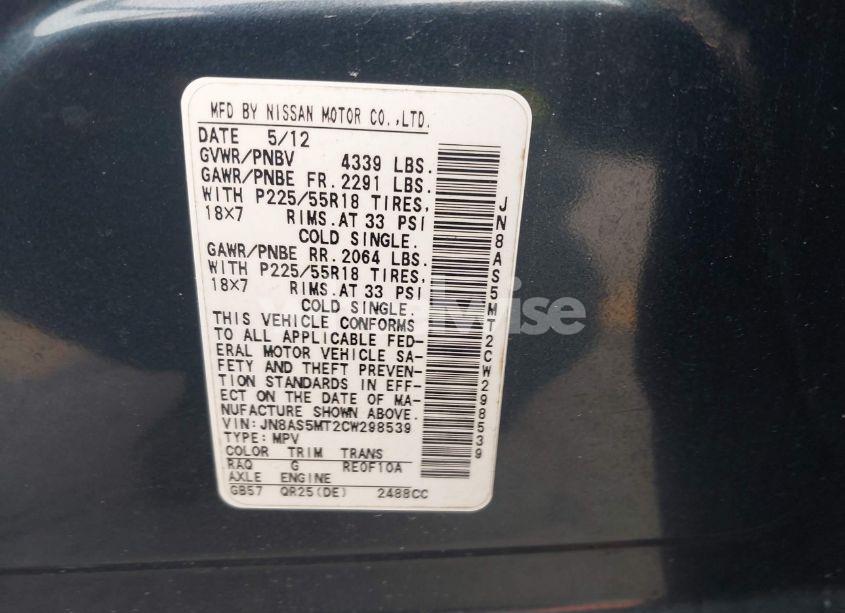 MFD BY NISSAN MOTOR CO.,LTD.
DATE 5/12
GVWR/PNBV 4339 LBS.
GAWR/PNBE FR. 2291 LBS.
WITH P225/55R18 TIRES,
18X7 RIMS.AT 33 PSI
COLD SINGLE.
GAWR/PNBE RR. 2064 LBS.
WITH P225/55R18 TIRES,
18X7 RIMS.AT 33 PSI
COLD SINGLE.
THIS VEHICLE CONFORMS
TO ALL APPLICABLE FED-
ERAL MOTOR VEHICLE SA-
FETY AND THEFT PREVEN-
TION STANDARDS IN EFF-
ECT ON THE DATE OF MA-
NUFACTURE SHOWN ABOVE.
VIN:JN8AS5MT2CW298539
TYPE:MPV
COLOR TRIM TRANS
RAQ G RE0F10A
AXLE ENGINE
GB57 QR25(DE) 2488CC
JN8AS5MT2CW298539